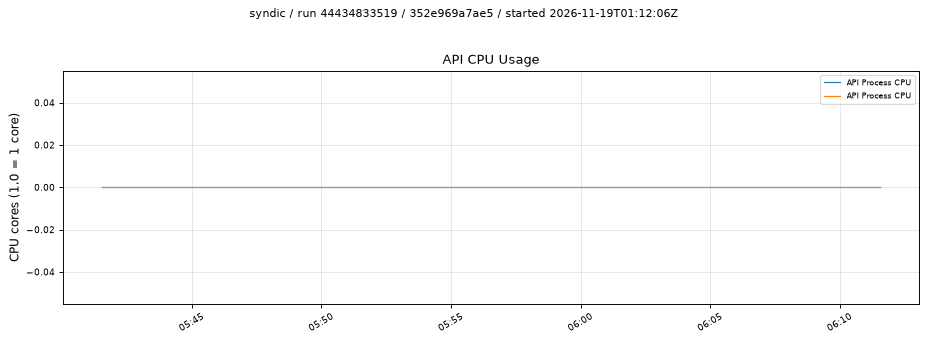 syndic / run 44434833519 / 352e969a7ae5 / started 2026-11-19T01:12:06Z
API CPU Usage
API Process CPU
API Process CPU
CPU cores (1.0 = 1 core)
0.04
0.02
0.00
−0.02
−0.04
05:45
05:50
05:55
06:00
06:05
06:10